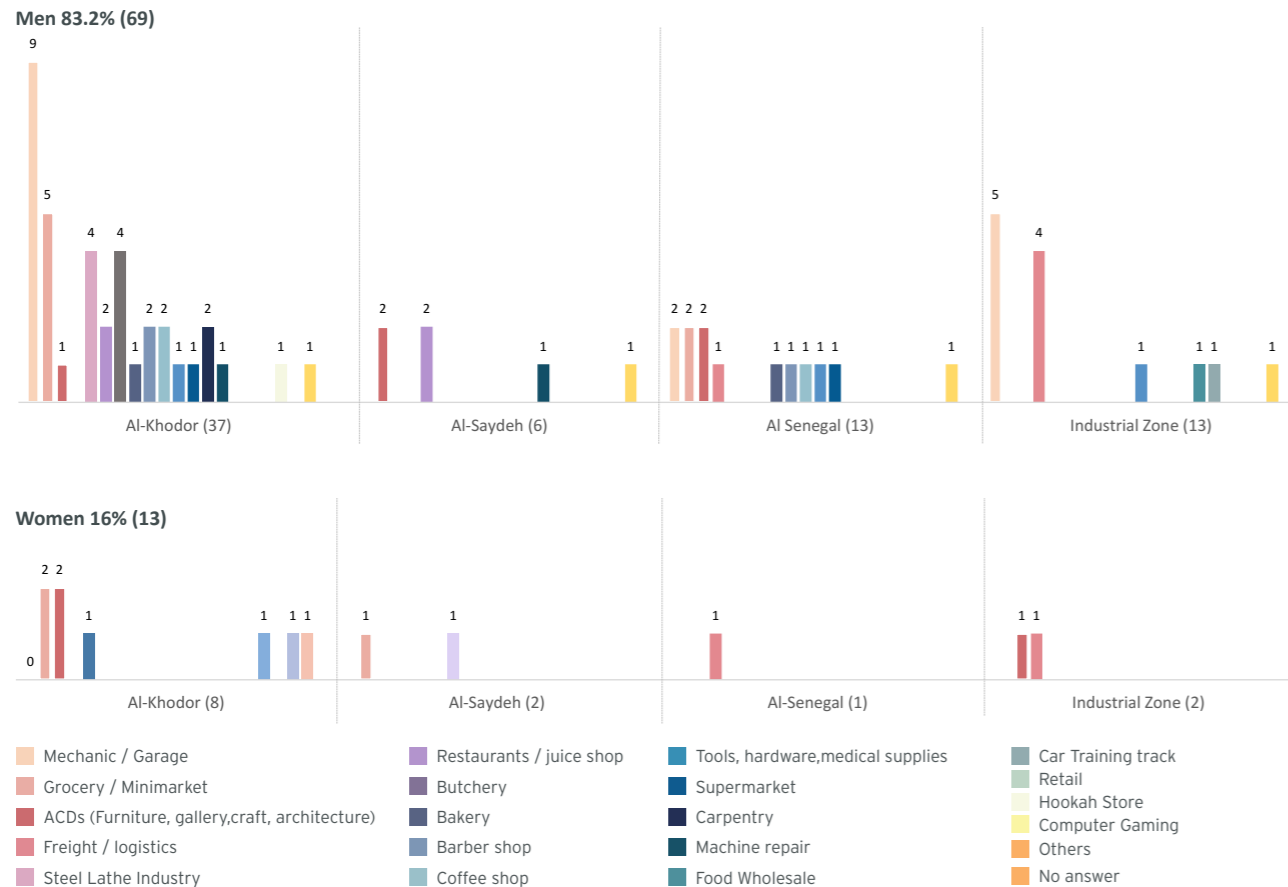 Men 83.2% (69)
9
5
1
4
2
4
1
2
2
1
1
2
1
1
1
2
2
1
1
2
2
2
1
1
1
1
1
1
1
5
4
1
1
1
1
Al-Khodor (37)
Al-Saydeh (6)
Al Senegal (13)
Industrial Zone (13)
Women 16% (13)
0
2
2
1
1
1
1
1
1
1
1
1
Al-Khodor (8)
Al-Saydeh (2)
Al-Senegal (1)
Industrial Zone (2)
Mechanic / Garage
Grocery / Minimarket
ACDs (Furniture, gallery,craft, architecture)
Freight / logistics
Steel Lathe Industry
Restaurants / juice shop
Butchery
Bakery
Barber shop
Coffee shop
Tools, hardware,medical supplies
Supermarket
Carpentry
Machine repair
Food Wholesale
Car Training track
Retail
Hookah Store
Computer Gaming
Others
No answer